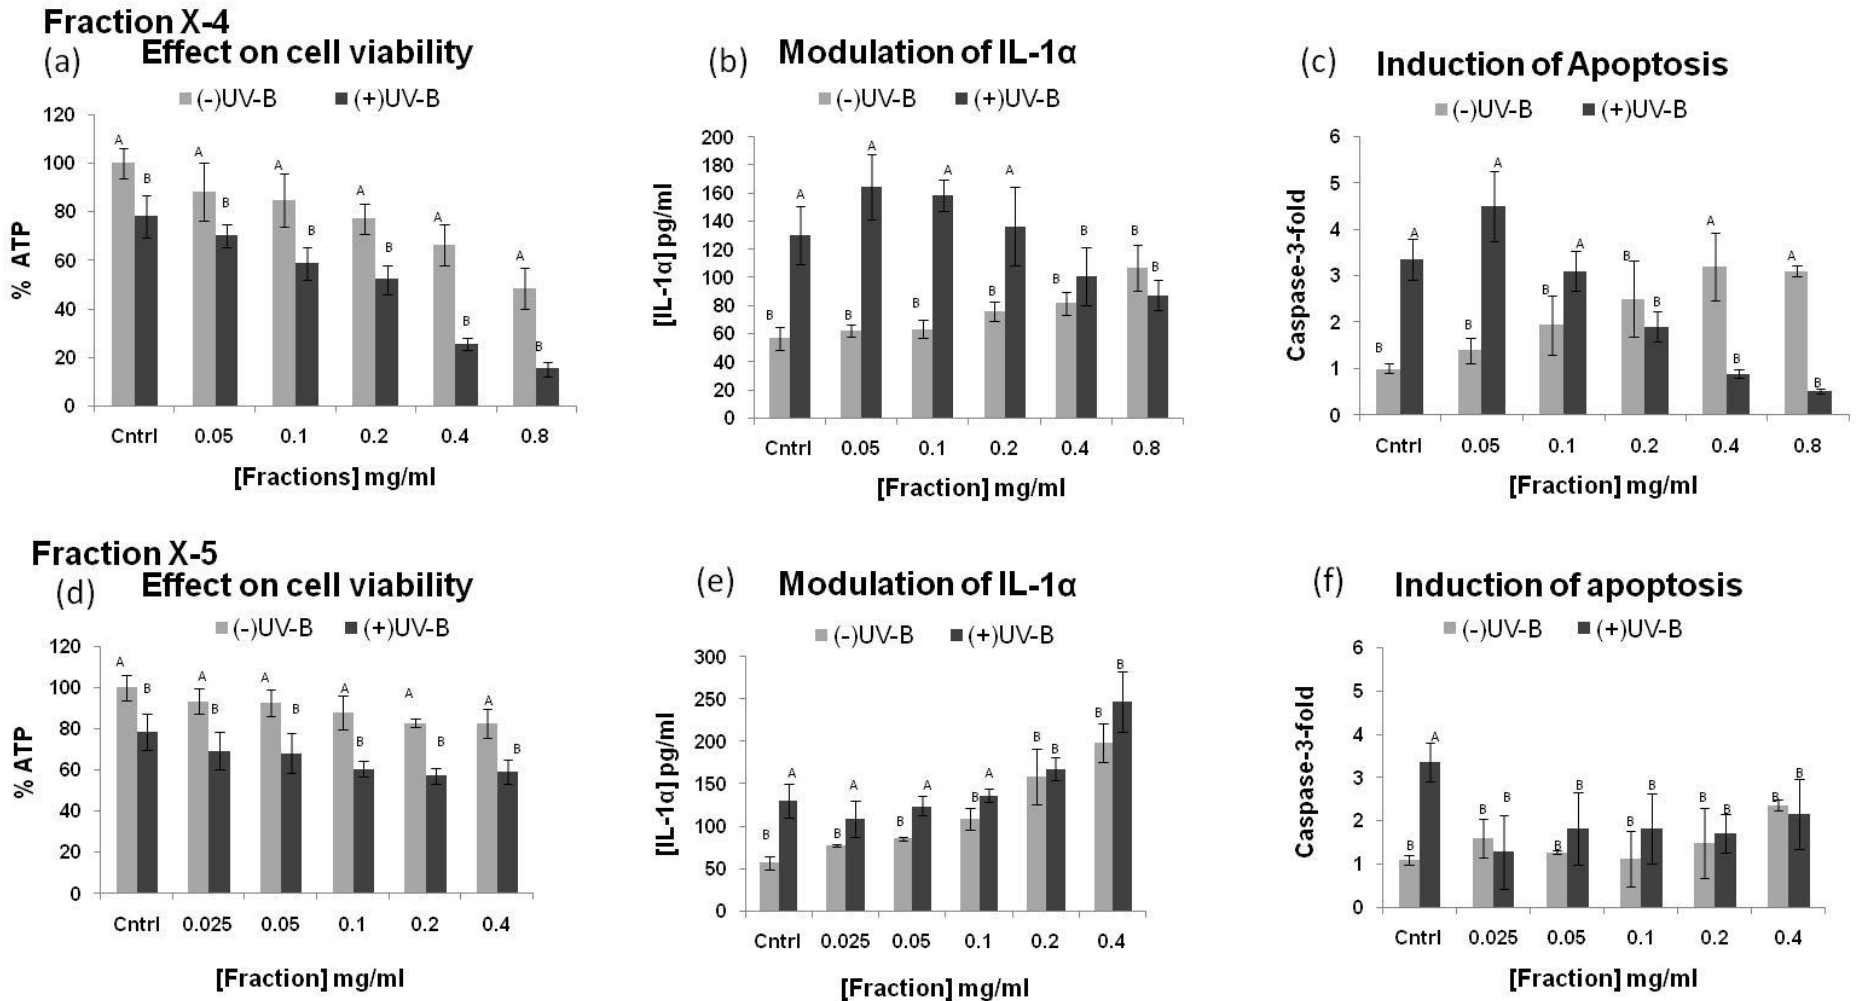 Fraction X-4
(a) Effect on cell viability
(-)UV-B (+)UV-B
120
100
80
60
40
20
0
% ATP
A B A B A B A B A B A B
Cntrl 0.05 0.1 0.2 0.4 0.8
[Fractions] mg/ml
(b) Modulation of IL-1α
(-)UV-B (+)UV-B
200
180
160
140
120
100
80
60
40
20
0
[IL-1α] pg/ml
B A B A B A B A B B B B
Cntrl 0.05 0.1 0.2 0.4 0.8
[Fraction] mg/ml
(c) Induction of Apoptosis
(-)UV-B (+)UV-B
6
5
4
3
2
1
0
Caspase-3-fold
B A B A B A B B A B A B
Cntrl 0.05 0.1 0.2 0.4 0.8
[Fraction] mg/ml
Fraction X-5
(d) Effect on cell viability
(-)UV-B (+)UV-B
120
100
80
60
40
20
0
% ATP
A B A B A B A B A B A B
Cntrl 0.025 0.05 0.1 0.2 0.4
[Fraction] mg/ml
(e) Modulation of IL-1α
(-)UV-B (+)UV-B
300
250
200
150
100
50
0
[IL-1α] pg/ml
B A B A B A B A B B B B
Cntrl 0.025 0.05 0.1 0.2 0.4
[Fraction] mg/ml
(f) Induction of apoptosis
(-)UV-B (+)UV-B
6
5
4
3
2
1
0
Caspase-3-fold
B A B B B B B B B B B B
Cntrl 0.025 0.05 0.1 0.2 0.4
[Fraction] mg/ml